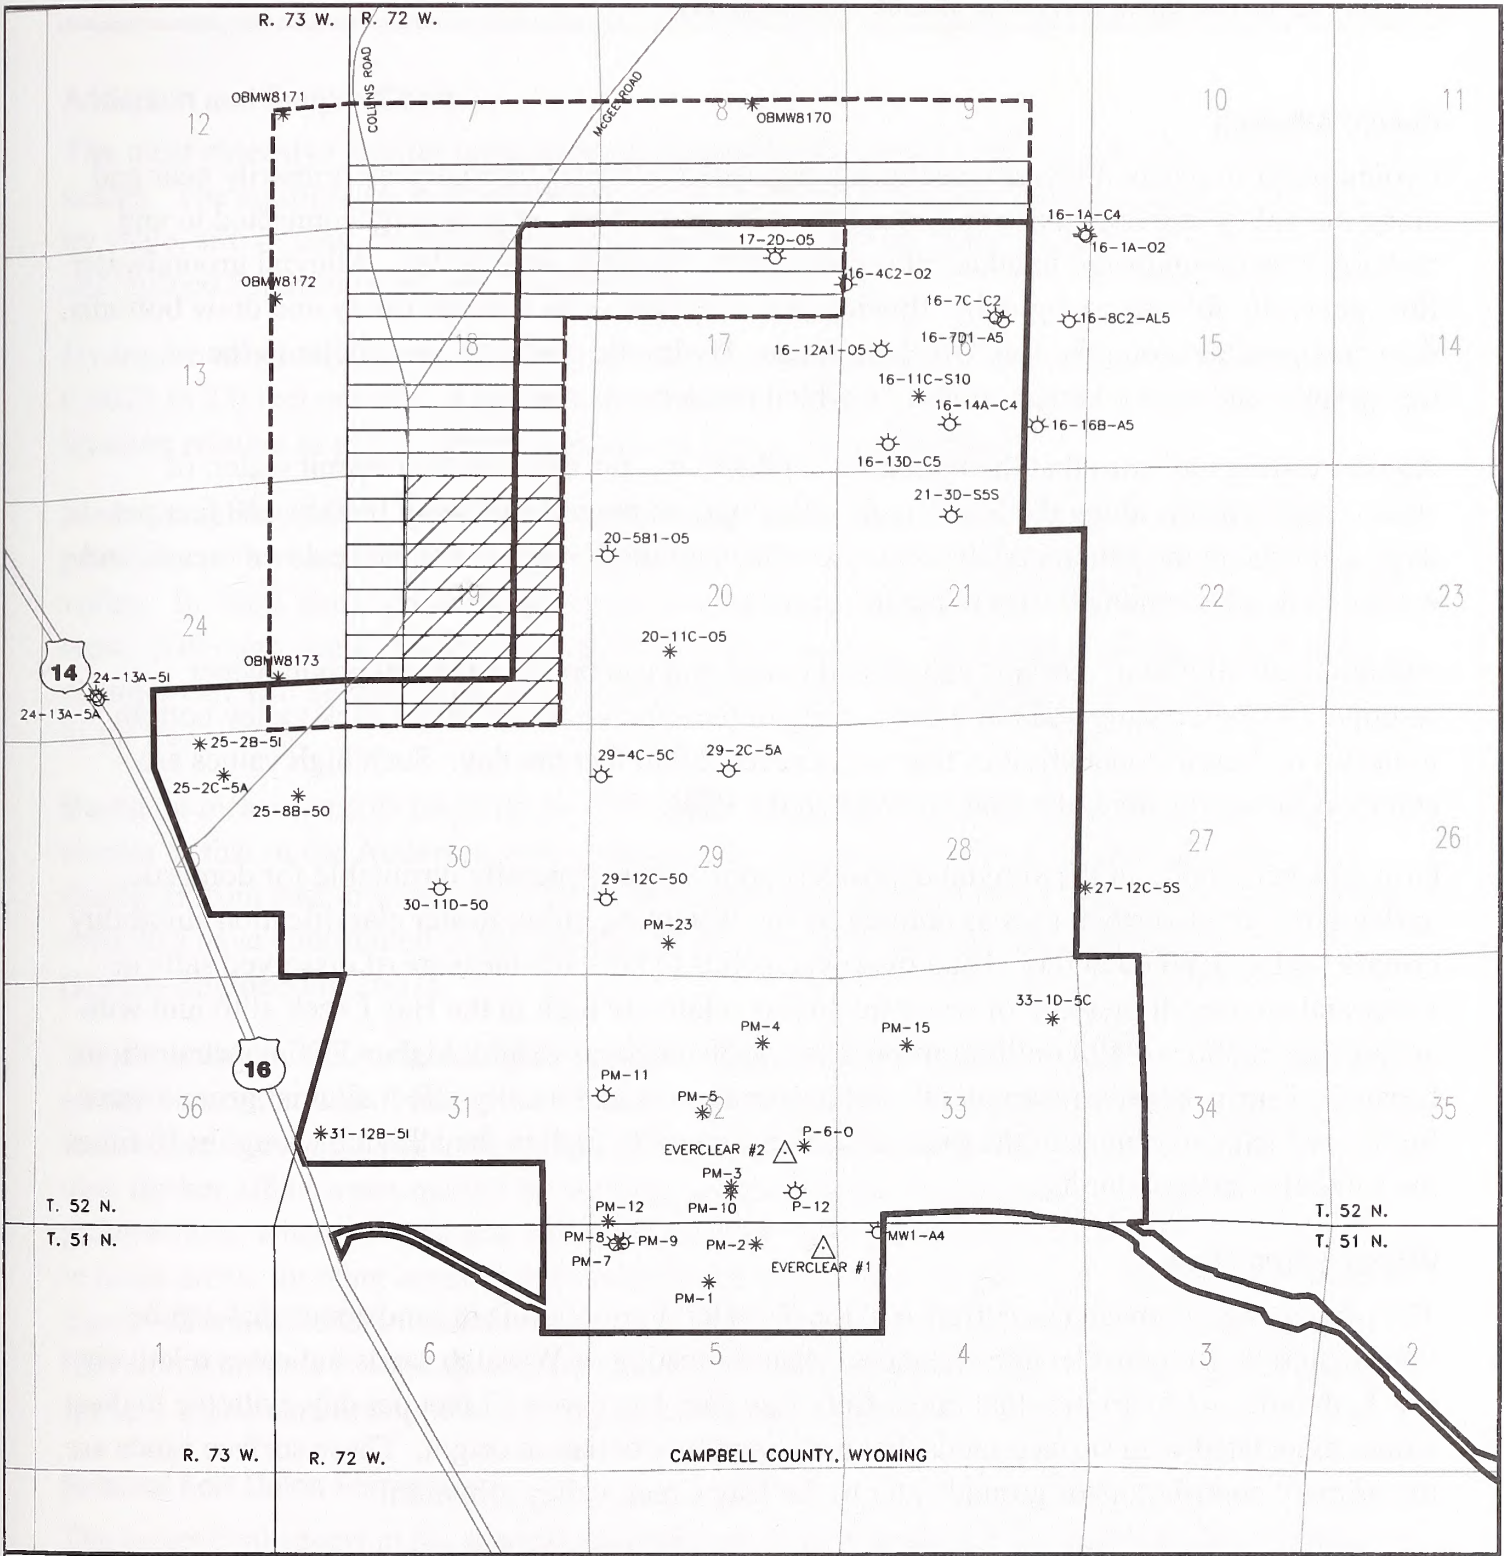 R. 73 W. R. 72 W.
COLLINS ROAD
McGEE ROAD
OBMW8171
12
7
8
OBMW8170
9
10
11
16-1A-C4
16-1A-O2
17-2D-O5
16-4C2-O2
OBMW8172
16-7C-C2
16-7D1-A5
16-8C2-AL5
13
18
17
16-12A1-O5
16
15
14
16-11C-S10
16-14A-C4
16-16B-A5
16-13D-C5
21-3D-S5S
20-5B1-O5
24
19
20
21
22
23
20-11C-O5
14
OBMW8173
24-13A-5I
24-13A-5A
25-2B-5I
25-2C-5A
25-8B-5O
29-4C-5C
29-2C-5A
25
30
29
28
27
26
30-11D-5O
29-12C-5O
27-12C-5S
PM-23
33-1D-5C
PM-4
PM-15
16
PM-11
PM-5
36
31
32
33
34
35
31-12B-5I
P-6-O
EVERCLEAR #2
PM-3
PM-10
P-12
T. 52 N.
T. 51 N.
PM-12
PM-8
PM-9
PM-7
PM-2
EVERCLEAR #1
MW1-A4
T. 52 N.
T. 51 N.
PM-1
1
6
5
4
3
2
R. 73 W. R. 72 W.
CAMPBELL COUNTY, WYOMING